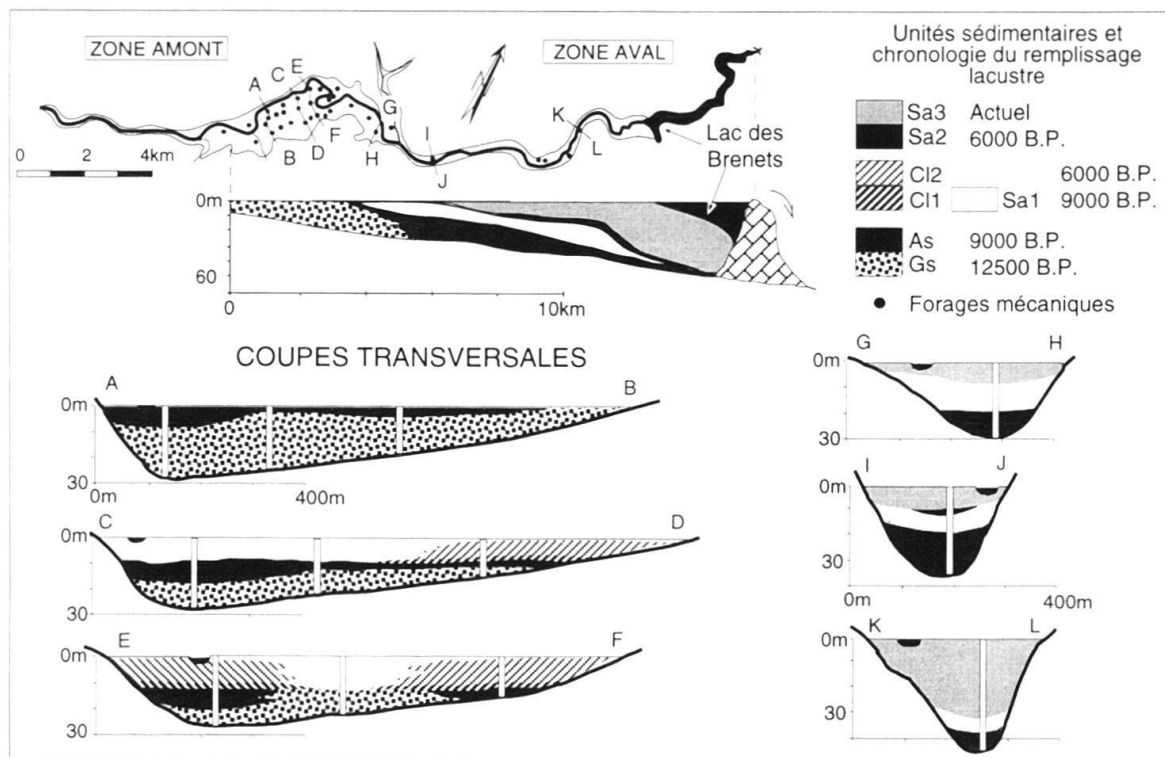 ZONE AMONT
ZONE AVAL
A
C
E
B
D
F
G
H
I
J
K
L
0 2 4km
Lac des
Brenets
0m
60
0
10km
Unités sédimentaires et
chronologie du remplissage
lacustre
Sa3 Actuel
Sa2 6000 B.P.
Cl2 6000 B.P.
Cl1 Sa1 9000 B.P.
As 9000 B.P.
Gs 12500 B.P.
Forages mécaniques
COUPES TRANSVERSALES
A B
0m
30
0m 400m
C D
0m
30
E F
0m
30
G H
0m
30
I J
0m
30
0m 400m
K L
0m
30